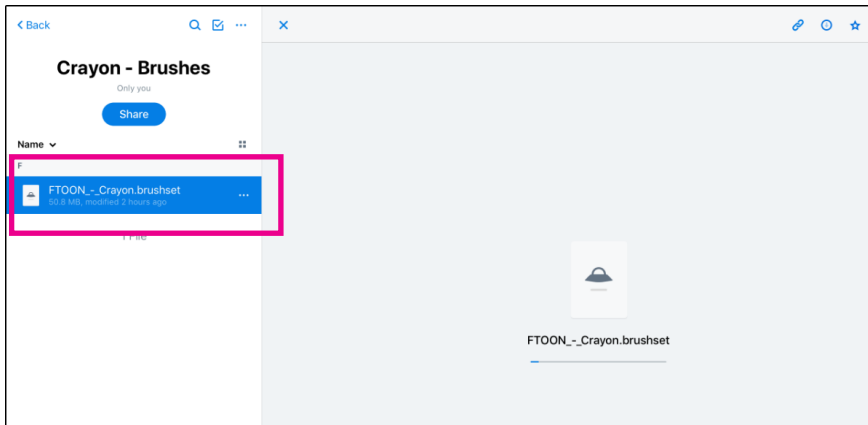 Back
Crayon - Brushes
Only you
Share
Name
F
FTOON_-_Crayon.brushset
50.8 MB, modified 2 hours ago
1 File
FTOON_-_Crayon.brushset